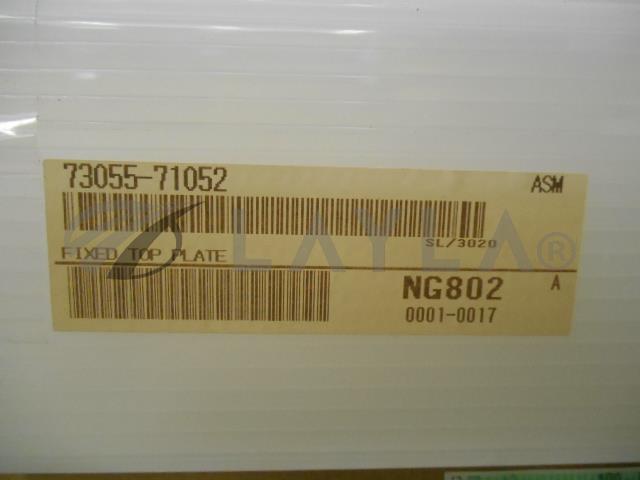 73055-71052 ASM
SL/3020
LAYLA®
FIXED TOP PLATE
NG802 A
0001-0017